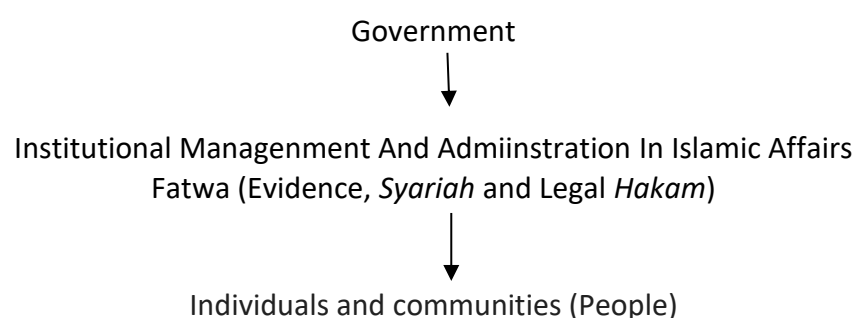 Government
Institutional Managenment And Admiinstration In Islamic Affairs
Fatwa (Evidence, Syariah and Legal Hakam)
Individuals and communities (People)